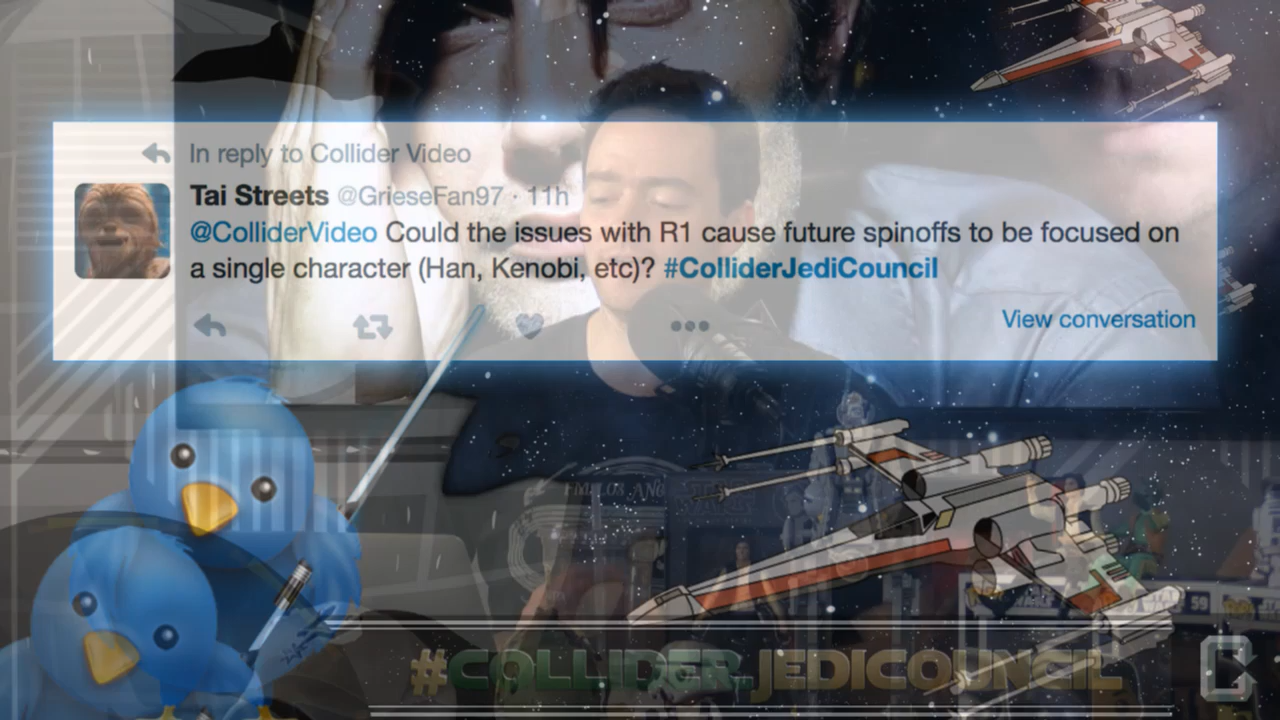 In reply to Collider Video
Tai Streets @GrieseFan97 · 11h
@ColliderVideo Could the issues with R1 cause future spinoffs to be focused on
a single character (Han, Kenobi, etc)? #ColliderJediCouncil
View conversation
#COLLIDERJEDICOUNCIL